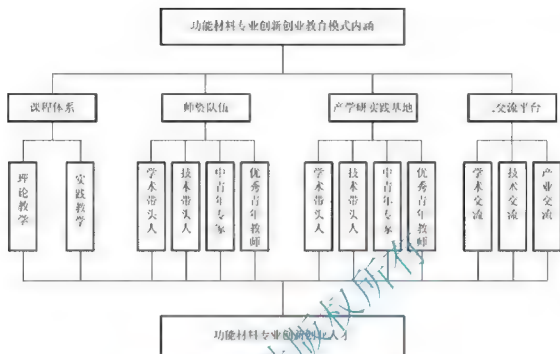 功能材料专业创新创业教育模式内涵
课程体系
师资队伍
产学研实践基地
交流平台
理论教学
实践教学
学术带头人
技术带头人
中青年专家
优秀青年教师
学术带头人
技术带头人
中青年专家
优秀青年教师
学术交流
技术交流
产业交流
功能材料专业创新创业人才
版权所有